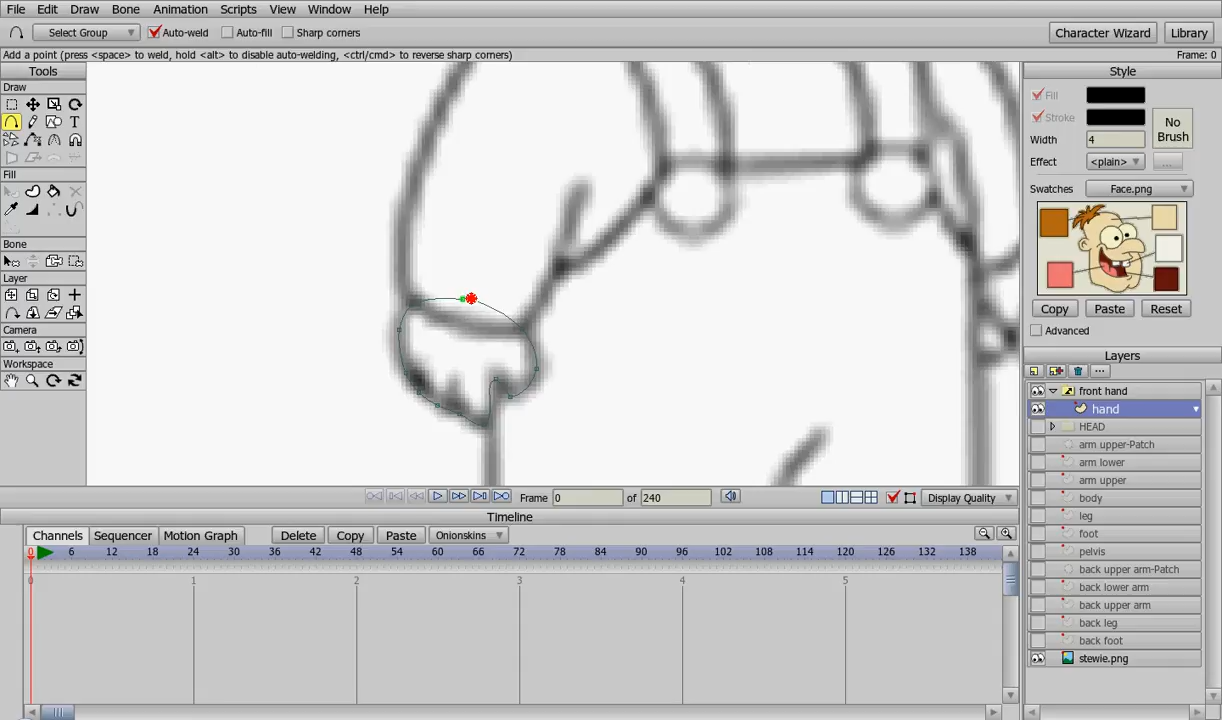 File Edit Draw Bone Animation Scripts View Window Help
Select Group Auto-weld Auto-fill Sharp corners Character Wizard Library
Add a point (press <space> to weld, hold <alt> to disable auto-welding, <ctrl/cmd> to reverse sharp corners) Frame: 0
Tools
Draw
T
Fill
Bone
Layer
Camera
Workspace
Style
Fill
Stroke
No
Brush
Width 4
Effect <plain> ...
Swatches Face.png
Copy Paste Reset
Advanced
Layers
front hand
hand
HEAD
arm upper-Patch
arm lower
arm upper
body
leg
foot
pelvis
back upper arm-Patch
back lower arm
back upper arm
back leg
back foot
stewie.png
Frame 0 of 240 Display Quality
Timeline
Channels Sequencer Motion Graph Delete Copy Paste Onionskins
0 6 12 18 24 30 36 42 48 54 60 66 72 78 84 90 96 102 108 114 120 126 132 138
0 1 2 3 4 5